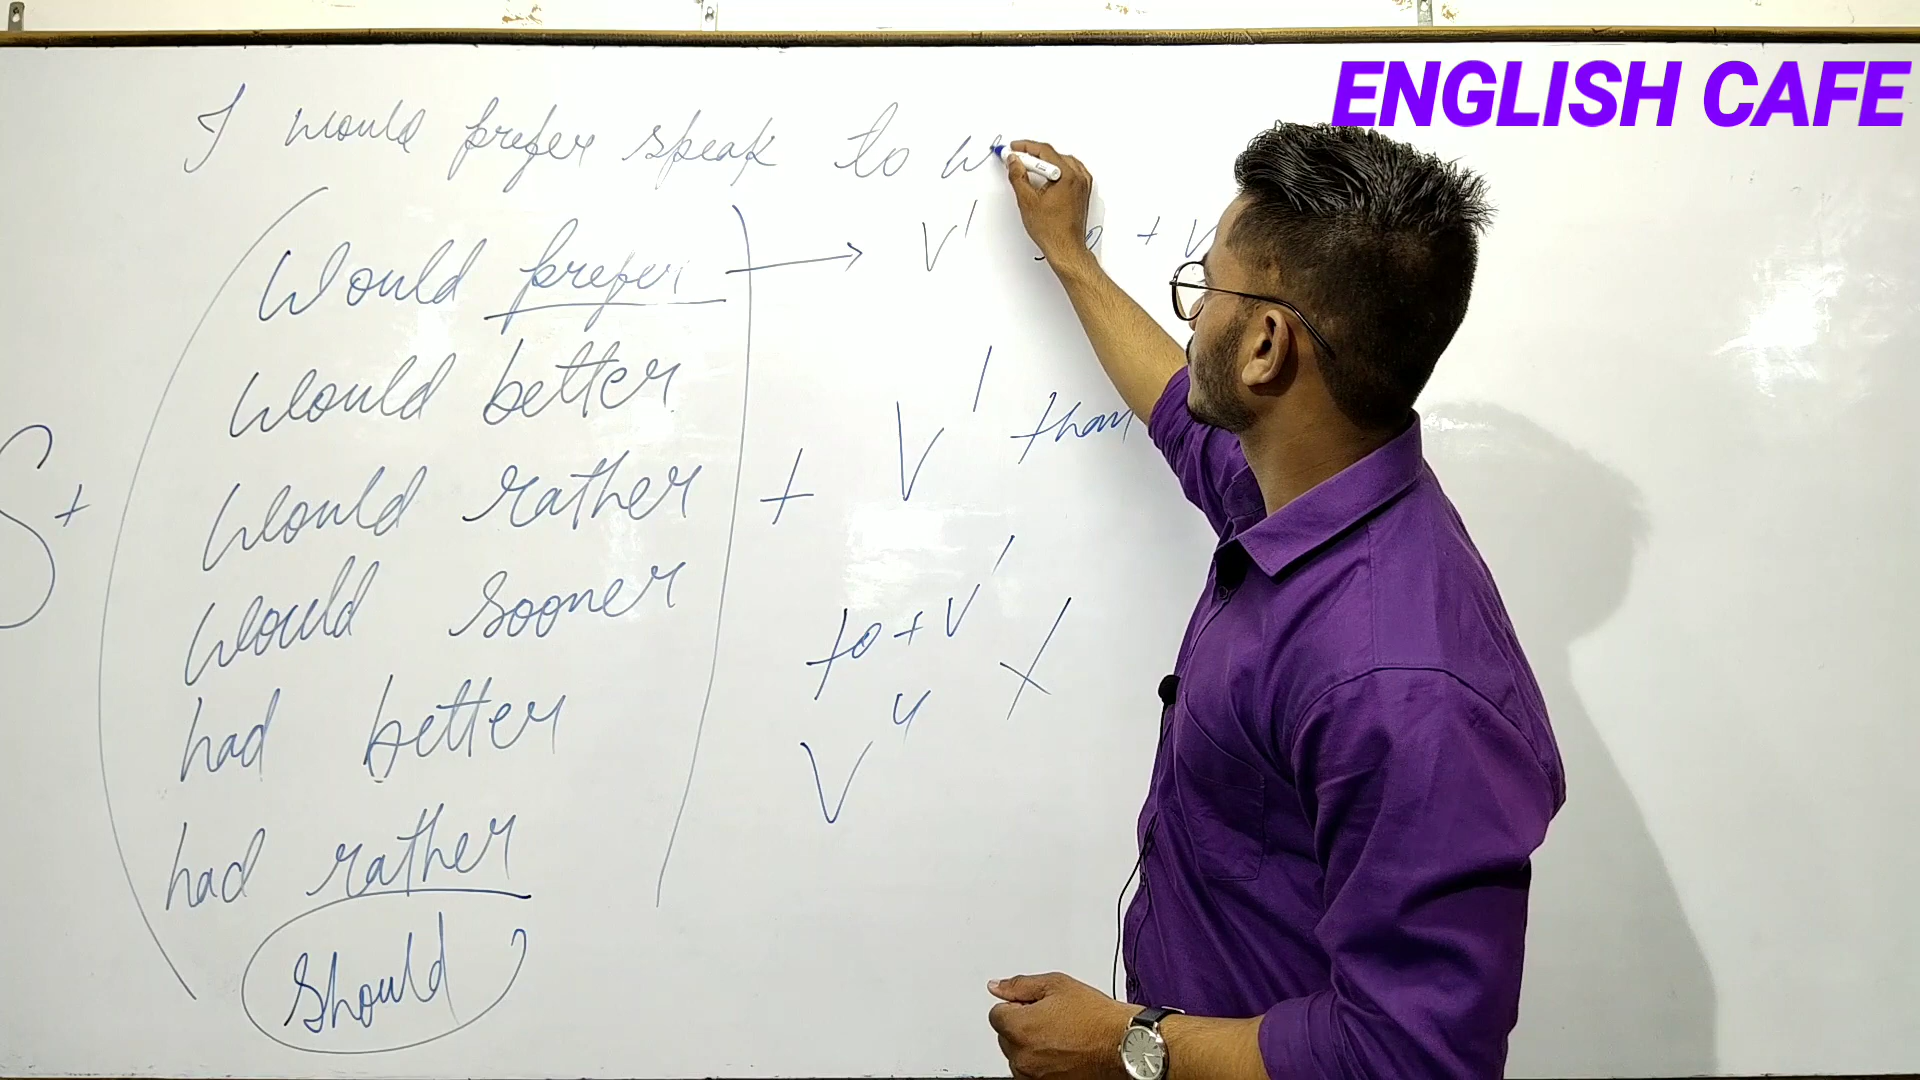 ENGLISH CAFE
I would prefer speak to w
Would prefer → V¹ + V
would better
V¹ than
S + would rather +
would sooner
to + V¹ X
had better
V⁴
had rather
should